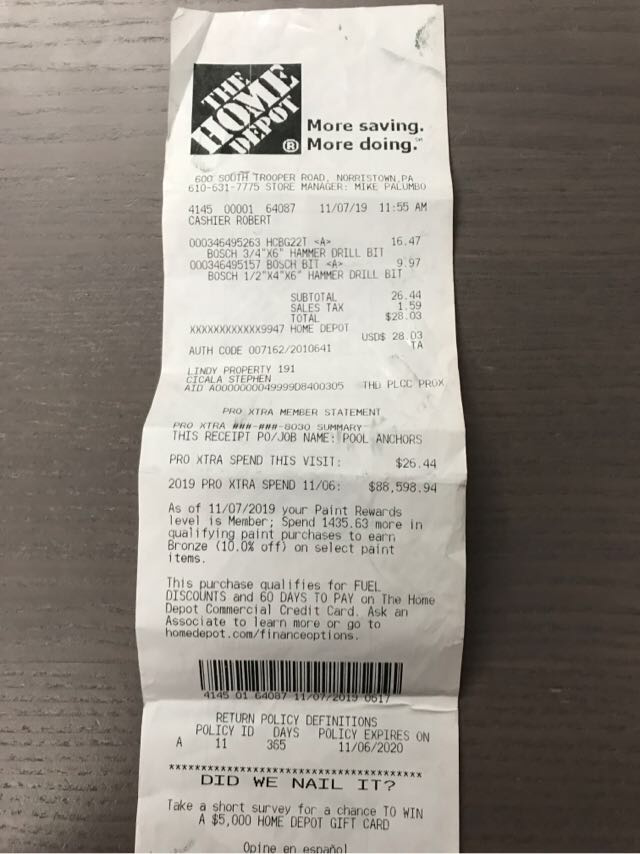 THE
HOME
DEPOT
®
More saving.
More doing.℠
600 SOUTH TROOPER ROAD, NORRISTOWN,PA
610-631-7775 STORE MANAGER: MIKE PALUMBO
4145 00001 64087 11/07/19 11:55 AM
CASHIER ROBERT
000346495263 HCBG22T <A> 16.47
BOSCH 3/4"X6" HAMMER DRILL BIT
000346495157 BOSCH BIT <A> 9.97
BOSCH 1/2"X4"X6" HAMMER DRILL BIT
SUBTOTAL 26.44
SALES TAX 1.59
TOTAL $28.03
XXXXXXXXXXXX9947 HOME DEPOT
USD$ 28.03
AUTH CODE 007162/2010641 TA
LINDY PROPERTY 191
CICALA STEPHEN
AID A0000000049999D8400305 THD PLCC PROX
PRO XTRA MEMBER STATEMENT
PRO XTRA ###-###-8030 SUMMARY
THIS RECEIPT PO/JOB NAME: POOL ANCHORS
PRO XTRA SPEND THIS VISIT: $26.44
2019 PRO XTRA SPEND 11/06: $88,598.94
As of 11/07/2019 your Paint Rewards
level is Member; Spend 1435.63 more in
qualifying paint purchases to earn
Bronze (10.0% off) on select paint
items.
This purchase qualifies for FUEL
DISCOUNTS and 60 DAYS TO PAY on The Home
Depot Commercial Credit Card. Ask an
Associate to learn more or go to
homedepot.com/financeoptions.
4145 01 64087 11/07/2019 0617
RETURN POLICY DEFINITIONS
POLICY ID DAYS POLICY EXPIRES ON
A 11 365 11/06/2020
****************************************
DID WE NAIL IT?
Take a short survey for a chance TO WIN
A $5,000 HOME DEPOT GIFT CARD
Opine en español